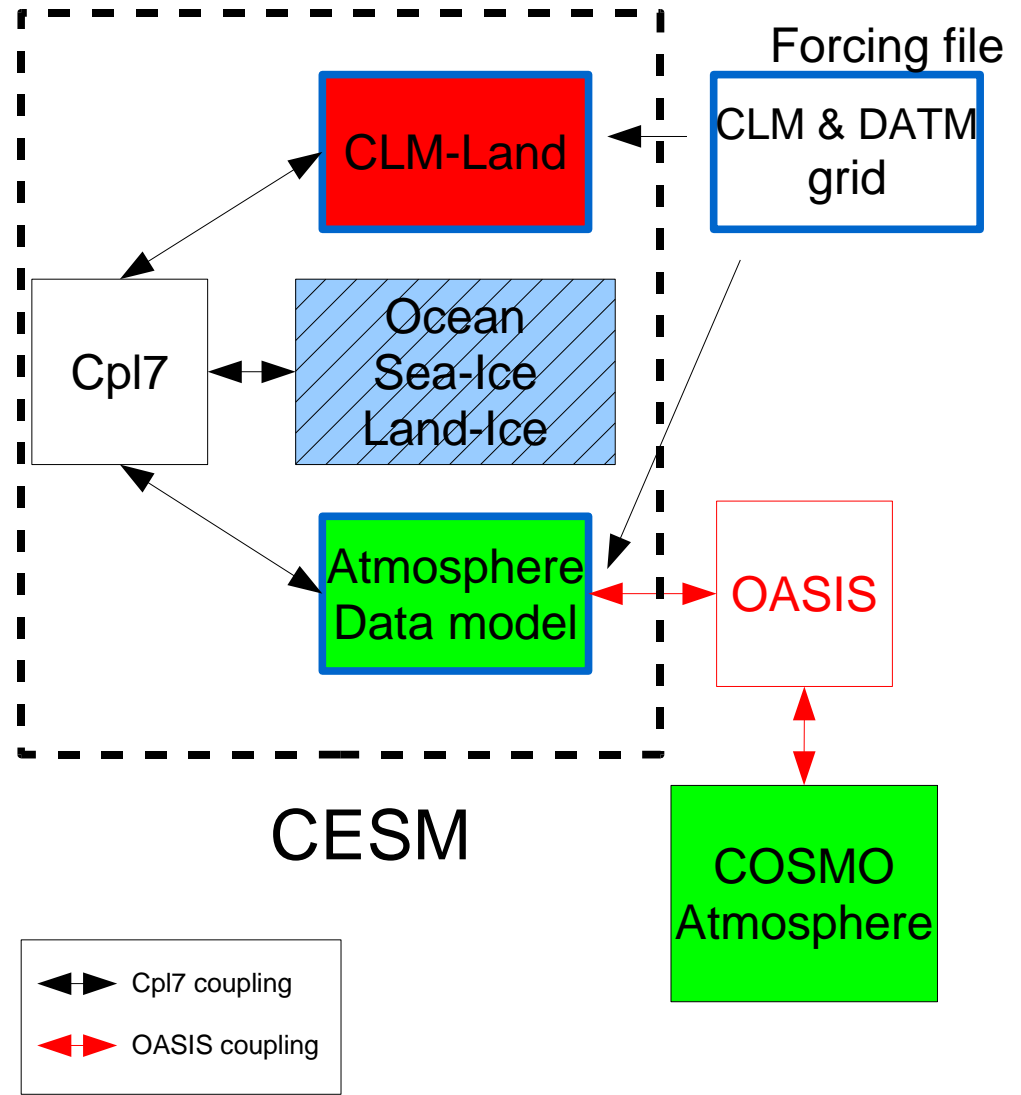 Forcing file
CLM & DATM
grid
CLM-Land
Cpl7
Ocean
Sea-Ice
Land-Ice
Atmosphere
Data model
OASIS
CESM
COSMO
Atmosphere
Cpl7 coupling
OASIS coupling